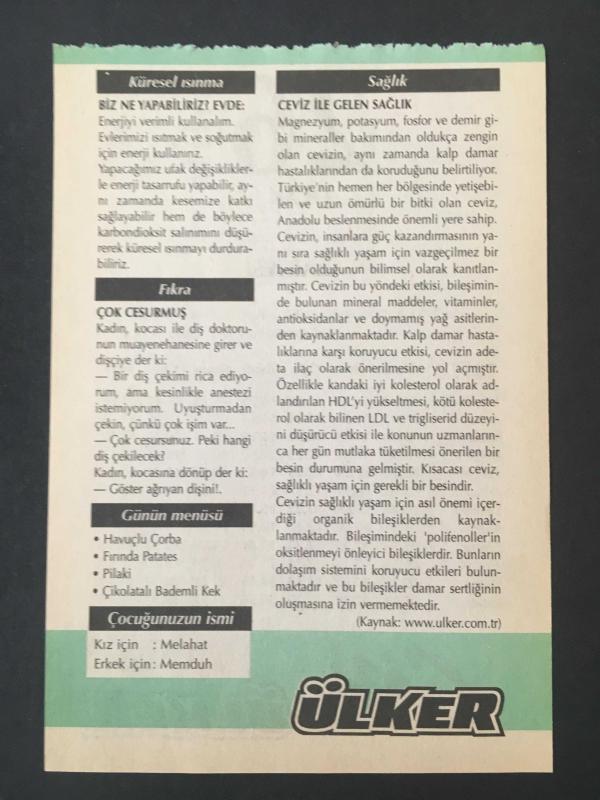 Küresel ısınma
BİZ NE YAPABİLİRİZ? EVDE:
Enerjiyi verimli kullanalım.
Evlerimizi ısıtmak ve soğutmak
için enerji kullanırız.
Yapacağımız ufak değişiklikler-
le enerji tasarrufu yapabilir, ay-
nı zamanda kesemize katkı
sağlayabilir hem de böylece
karbondioksit salınımını düşü-
rerek küresel ısınmayı durdura-
biliriz.
Fıkra
ÇOK CESURMUŞ
Kadın, kocası ile diş doktoru-
nun muayenehanesine girer ve
dişçiye der ki:
— Bir diş çekimi rica ediyo-
rum, ama kesinlikle anestezi
istemiyorum. Uyuşturmadan
çekin, çünkü çok işim var...
— Çok cesursunuz. Peki hangi
diş çekilecek?
Kadın, kocasına dönüp der ki:
— Göster ağrıyan dişini!.
Günün menüsü
• Havuçlu Çorba
• Fırında Patates
• Pilaki
• Çikolatalı Bademli Kek
Çocuğunuzun ismi
Kız için : Melahat
Erkek için : Memduh
Sağlık
CEVİZ İLE GELEN SAĞLIK
Magnezyum, potasyum, fosfor ve demir gi-
bi mineraller bakımından oldukça zengin
olan cevizin, aynı zamanda kalp damar
hastalıklarından da koruduğunu belirtiliyor.
Türkiye'nin hemen her bölgesinde yetişebi-
len ve uzun ömürlü bir bitki olan ceviz,
Anadolu beslenmesinde önemli yere sahip.
Cevizin, insanlara güç kazandırmasının ya-
nı sıra sağlıklı yaşam için vazgeçilmez bir
besin olduğunun bilimsel olarak kanıtlan-
mıştır. Cevizin bu yöndeki etkisi, bileşimin-
de bulunan mineral maddeler, vitaminler,
antioksidanlar ve doymamış yağ asitlerin-
den kaynaklanmaktadır. Kalp damar hasta-
lıklarına karşı koruyucu etkisi, cevizin ade-
ta ilaç olarak önerilmesine yol açmıştır.
Özellikle kandaki iyi kolesterol olarak ad-
landırılan HDL'yi yükseltmesi, kötü koleste-
rol olarak bilinen LDL ve trigliserid düzeyi-
ni düşürücü etkisi ile konunun uzmanların-
ca her gün mutlaka tüketilmesi önerilen bir
besin durumuna gelmiştir. Kısacası ceviz,
sağlıklı yaşam için gerekli bir besindir.
Cevizin sağlıklı yaşam için asıl önemi içer-
diği organik bileşiklerden kaynak-
lanmaktadır. Bileşimindeki 'polifenoller'in
oksitlenmeyi önleyici bileşiklerdir. Bunların
dolaşım sistemini koruyucu etkileri bulun-
maktadır ve bu bileşikler damar sertliğinin
oluşmasına izin vermemektedir.
(Kaynak: www.ulker.com.tr)
ÜLKER